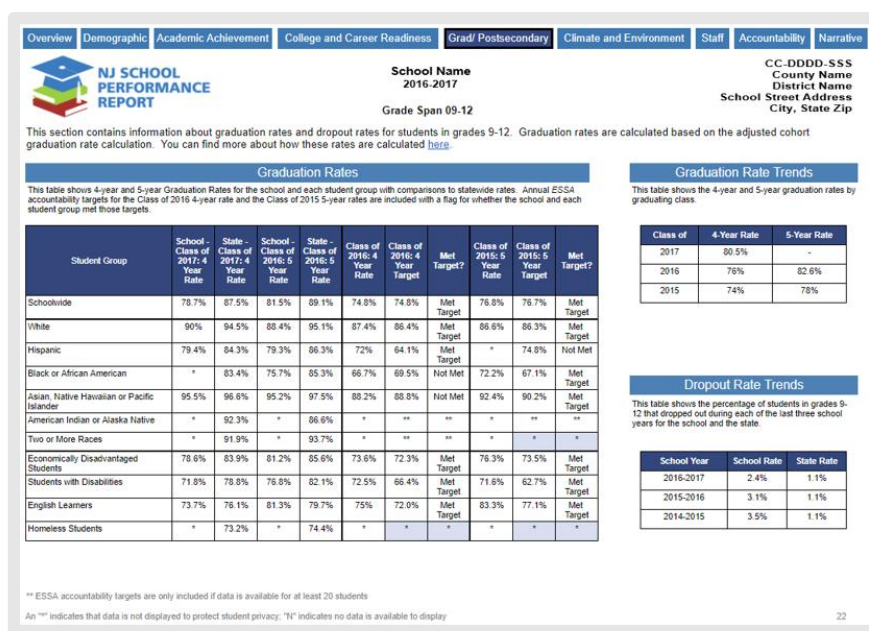 Overview Demographic Academic Achievement College and Career Readiness Grad/ Postsecondary Climate and Environment Staff Accountability Narrative
NJ SCHOOL
PERFORMANCE
REPORT
School Name
2016-2017
Grade Span 09-12
CC-DDDD-SSS
County Name
District Name
School Street Address
City, State Zip
This section contains information about graduation rates and dropout rates for students in grades 9-12. Graduation rates are calculated based on the adjusted cohort
graduation rate calculation. You can find more about how these rates are calculated here.
Graduation Rates
This table shows 4-year and 5-year Graduation Rates for the school and each student group with comparisons to statewide rates. Annual ESSA
accountability targets for the Class of 2016 4-year rate and the Class of 2015 5-year rates are included with a flag for whether the school and each
student group met those targets.
Student Group School - Class of 2017: 4 Year Rate State - Class of 2017: 4 Year Rate School - Class of 2016: 5 Year Rate State - Class of 2016: 5 Year Rate Class of 2016: 4 Year Rate Class of 2016: 4 Year Target Met Target? Class of 2015: 5 Year Rate Class of 2015: 5 Year Target Met Target?
Schoolwide 78.7% 87.5% 81.5% 89.1% 74.8% 74.8% Met Target 76.8% 76.7% Met Target
White 90% 94.5% 88.4% 95.1% 87.4% 86.4% Met Target 86.6% 86.3% Met Target
Hispanic 79.4% 84.3% 79.3% 86.3% 72% 64.1% Met Target * 74.8% Not Met
Black or African American * 83.4% 75.7% 85.3% 66.7% 69.5% Not Met 72.2% 67.1% Met Target
Asian, Native Hawaiian or Pacific Islander 95.5% 96.6% 95.2% 97.5% 88.2% 88.8% Not Met 92.4% 90.2% Met Target
American Indian or Alaska Native * 92.3% * 86.6% * ** ** * ** **
Two or More Races * 91.9% * 93.7% * ** ** * * *
Economically Disadvantaged Students 78.6% 83.9% 81.2% 85.6% 73.6% 72.3% Met Target 76.3% 73.5% Met Target
Students with Disabilities 71.8% 78.8% 76.8% 82.1% 72.5% 66.4% Met Target 71.6% 62.7% Met Target
English Learners 73.7% 76.1% 81.3% 79.7% 75% 72.0% Met Target 83.3% 77.1% Met Target
Homeless Students * 73.2% * 74.4% * * * * * *
Graduation Rate Trends
This table shows the 4-year and 5-year graduation rates by
graduating class.
Class of 4-Year Rate 5-Year Rate
2017 80.5% -
2016 76% 82.6%
2015 74% 78%
Dropout Rate Trends
This table shows the percentage of students in grades 9-
12 that dropped out during each of the last three school
years for the school and the state.
School Year School Rate State Rate
2016-2017 2.4% 1.1%
2015-2016 3.1% 1.1%
2014-2015 3.5% 1.1%
** ESSA accountability targets are only included if data is available for at least 20 students
An "*" indicates that data is not displayed to protect student privacy; "N" indicates no data is available to display
22